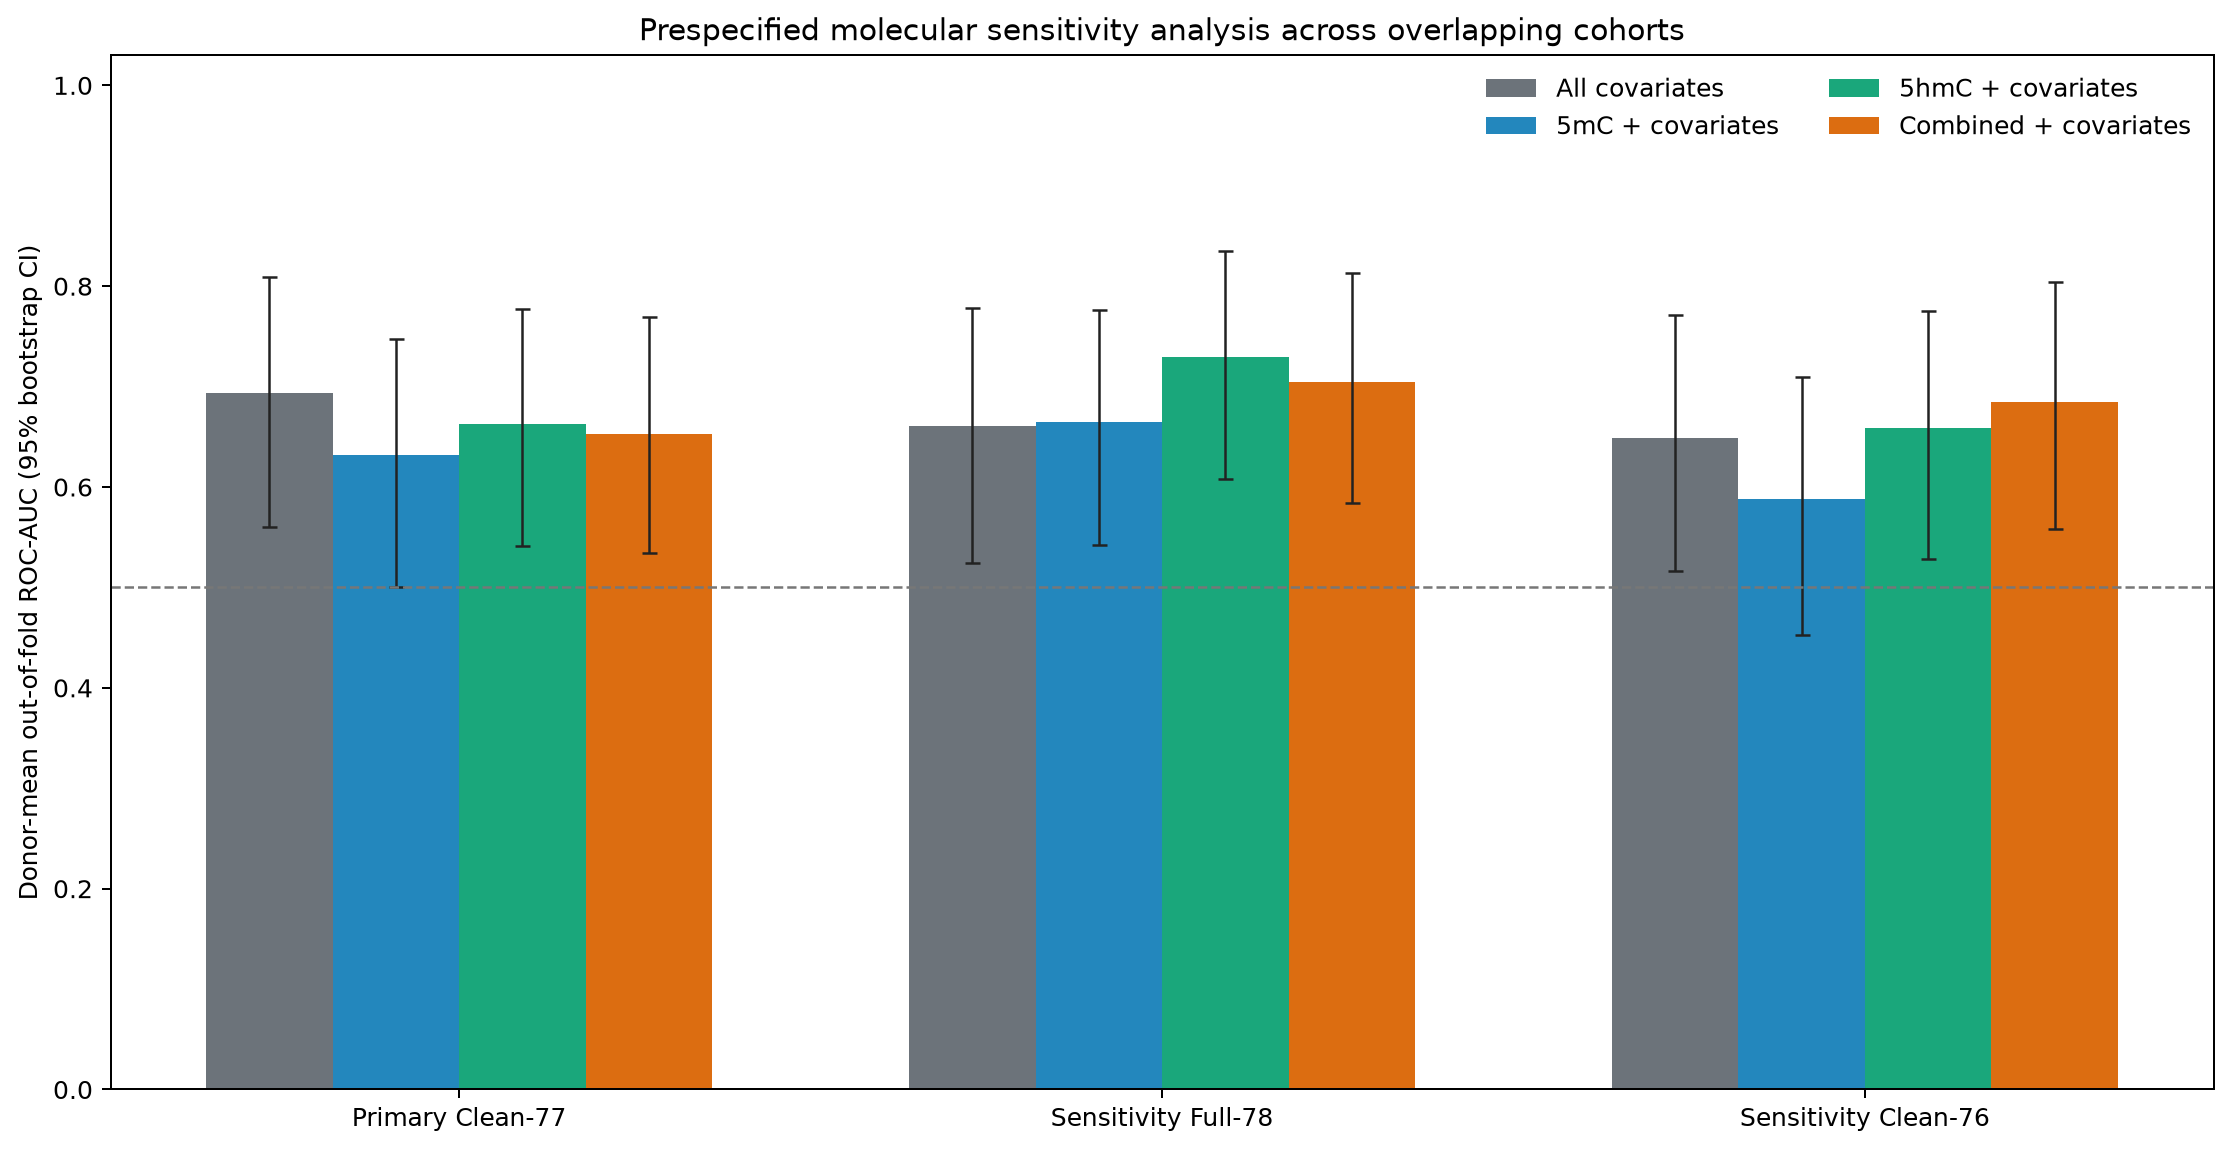 Prespecified molecular sensitivity analysis across overlapping cohorts
All covariates
5mC + covariates
5hmC + covariates
Combined + covariates
Donor-mean out-of-fold ROC-AUC (95% bootstrap CI)
1.0
0.8
0.6
0.4
0.2
0.0
Primary Clean-77
Sensitivity Full-78
Sensitivity Clean-76